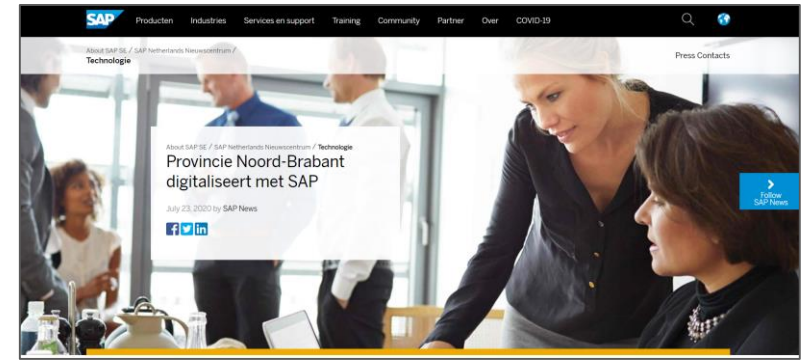 SAP Producten Industries Services en support Training Community Partner Over COVID-19
About SAP SE / SAP Netherlands Nieuwscentrum /
Technologie
Press Contacts
About SAP SE / SAP Netherlands Nieuwscentrum / Technologie
Provincie Noord-Brabant
digitaliseert met SAP
July 23, 2020 by SAP News
Follow
SAP News